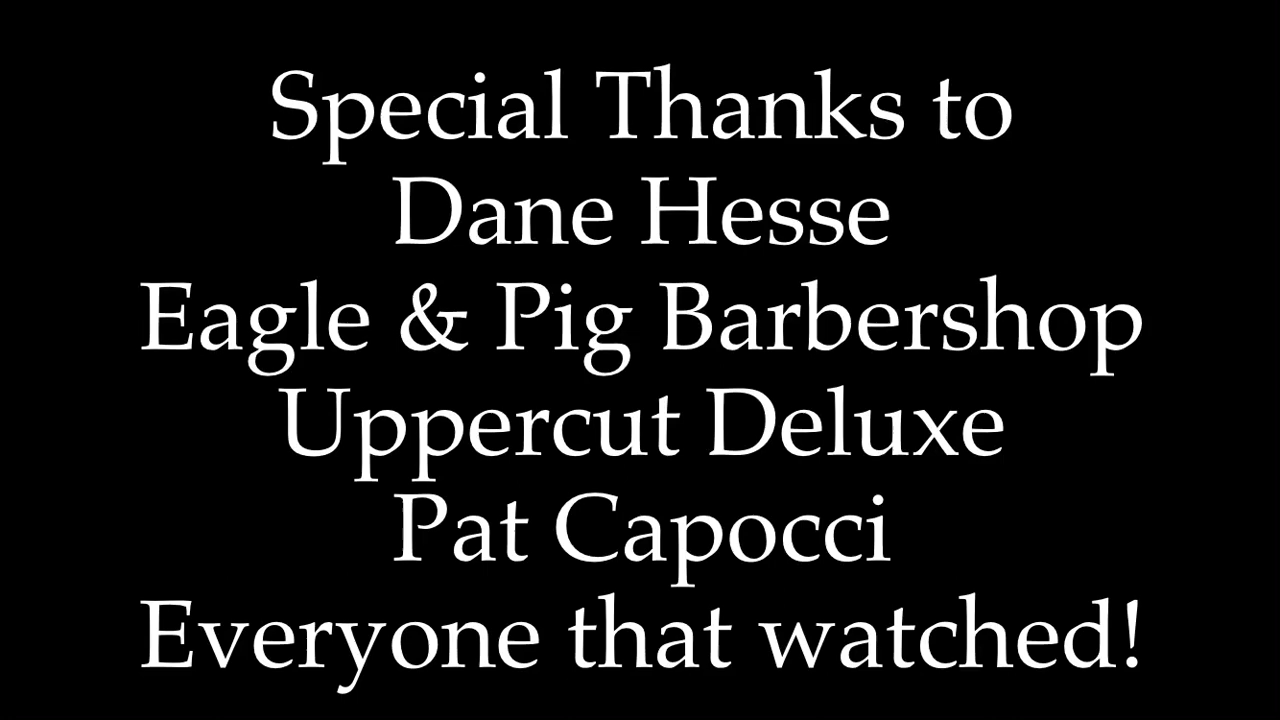 Special Thanks to
Dane Hesse
Eagle & Pig Barbershop
Uppercut Deluxe
Pat Capocci
Everyone that watched!